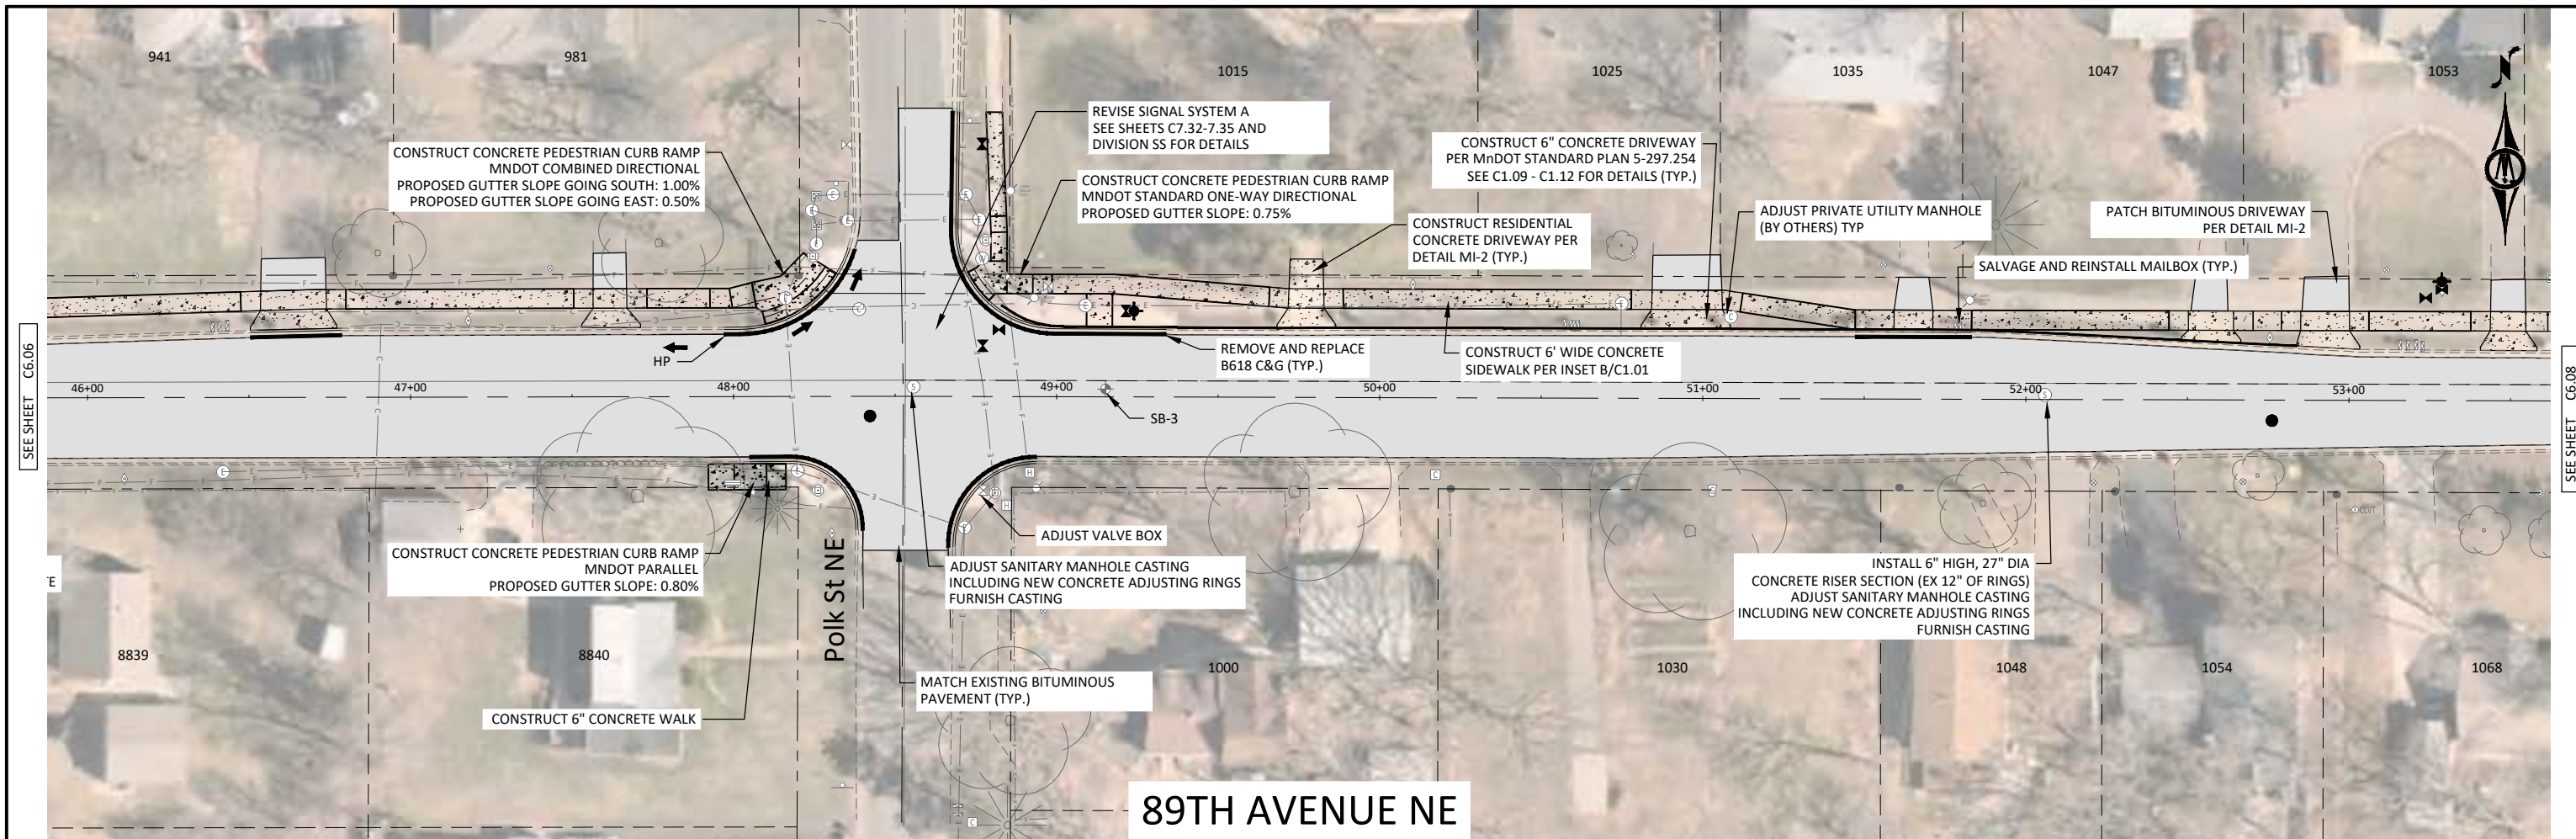 941
981
1015
1025
1035
1047
1053
REVISE SIGNAL SYSTEM A
SEE SHEETS C7.32-7.35 AND
DIVISION SS FOR DETAILS
CONSTRUCT CONCRETE PEDESTRIAN CURB RAMP
MNDOT COMBINED DIRECTIONAL
PROPOSED GUTTER SLOPE GOING SOUTH: 1.00%
PROPOSED GUTTER SLOPE GOING EAST: 0.50%
CONSTRUCT CONCRETE PEDESTRIAN CURB RAMP
MNDOT STANDARD ONE-WAY DIRECTIONAL
PROPOSED GUTTER SLOPE: 0.75%
CONSTRUCT 6" CONCRETE DRIVEWAY
PER MnDOT STANDARD PLAN 5-297.254
SEE C1.09 - C1.12 FOR DETAILS (TYP.)
CONSTRUCT RESIDENTIAL
CONCRETE DRIVEWAY PER
DETAIL MI-2 (TYP.)
ADJUST PRIVATE UTILITY MANHOLE
(BY OTHERS) TYP
PATCH BITUMINOUS DRIVEWAY
PER DETAIL MI-2
SALVAGE AND REINSTALL MAILBOX (TYP.)
HP
REMOVE AND REPLACE
B618 C&G (TYP.)
CONSTRUCT 6' WIDE CONCRETE
SIDEWALK PER INSET B/C1.01
SEE SHEET C6.06
46+00
47+00
48+00
49+00
50+00
51+00
52+00
53+00
SEE SHEET C6.08
SB-3
ADJUST VALVE BOX
CONSTRUCT CONCRETE PEDESTRIAN CURB RAMP
MNDOT PARALLEL
PROPOSED GUTTER SLOPE: 0.80%
Polk St NE
ADJUST SANITARY MANHOLE CASTING
INCLUDING NEW CONCRETE ADJUSTING RINGS
FURNISH CASTING
INSTALL 6" HIGH, 27" DIA
CONCRETE RISER SECTION (EX 12" OF RINGS)
ADJUST SANITARY MANHOLE CASTING
INCLUDING NEW CONCRETE ADJUSTING RINGS
FURNISH CASTING
8839
8840
1000
1030
1048
1054
1068
MATCH EXISTING BITUMINOUS
PAVEMENT (TYP.)
CONSTRUCT 6" CONCRETE WALK
89TH AVENUE NE